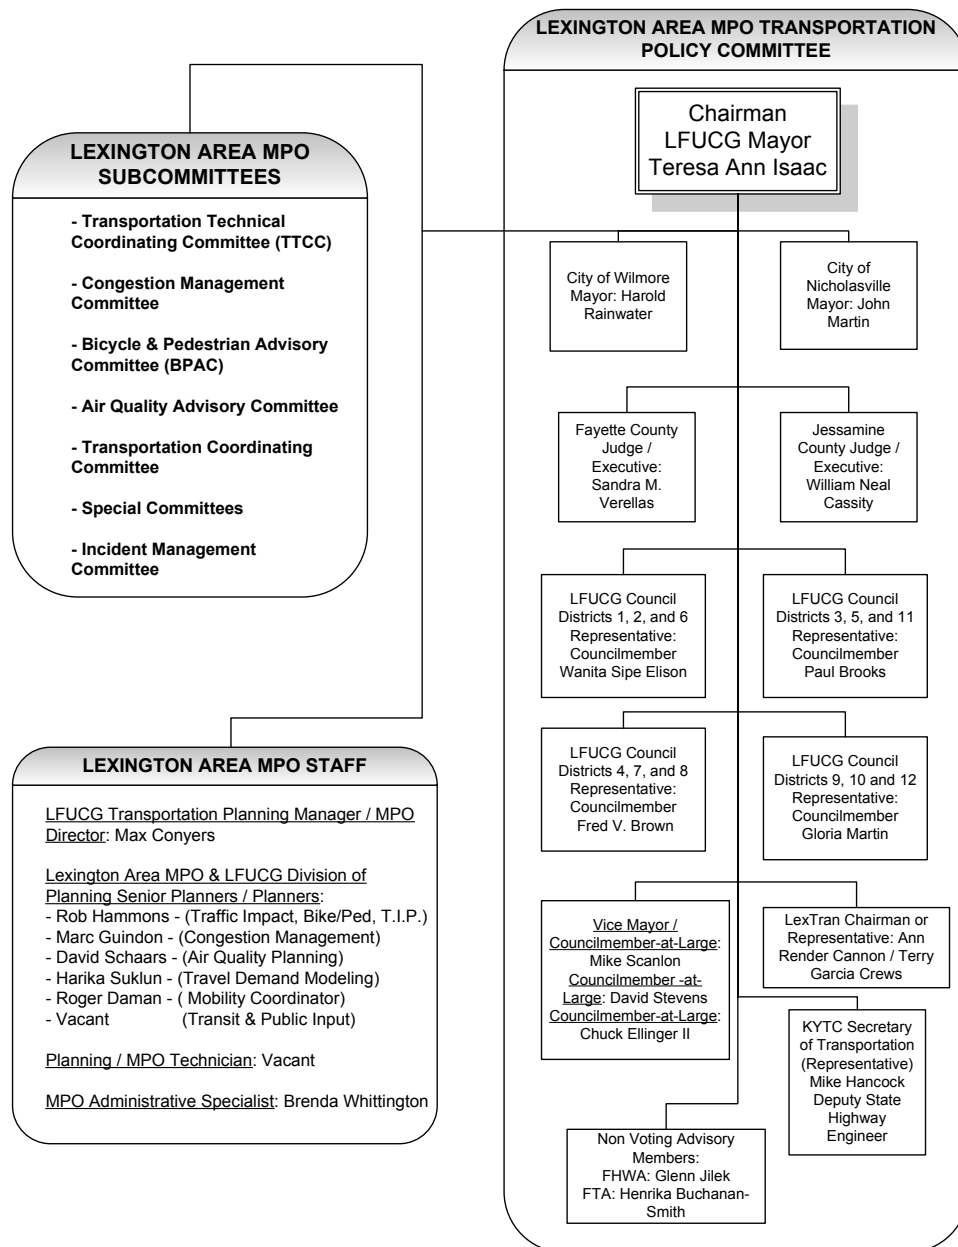 LEXINGTON AREA MPO TRANSPORTATION
POLICY COMMITTEE
Chairman
LFUCG Mayor
Teresa Ann Isaac
LEXINGTON AREA MPO
SUBCOMMITTEES
- Transportation Technical
Coordinating Committee (TTCC)
- Congestion Management
Committee
- Bicycle & Pedestrian Advisory
Committee (BPAC)
- Air Quality Advisory Committee
- Transportation Coordinating
Committee
- Special Committees
- Incident Management
Committee
City of Wilmore
Mayor: Harold
Rainwater
City of
Nicholasville
Mayor: John
Martin
Fayette County
Judge /
Executive:
Sandra M.
Verellas
Jessamine
County Judge /
Executive:
William Neal
Cassity
LFUCG Council
Districts 1, 2, and 6
Representative:
Councilmember
Wanita Sipe Elison
LFUCG Council
Districts 3, 5, and 11
Representative:
Councilmember
Paul Brooks
LFUCG Council
Districts 4, 7, and 8
Representative:
Councilmember
Fred V. Brown
LFUCG Council
Districts 9, 10 and 12
Representative:
Councilmember
Gloria Martin
Vice Mayor /
Councilmember-at-Large:
Mike Scanlon
Councilmember -at-
Large: David Stevens
Councilmember-at-Large:
Chuck Ellinger II
LexTran Chairman or
Representative: Ann
Render Cannon / Terry
Garcia Crews
KYTC Secretary
of Transportation
(Representative)
Mike Hancock
Deputy State
Highway
Engineer
Non Voting Advisory
Members:
FHWA: Glenn Jilek
FTA: Henrika Buchanan-
Smith
LEXINGTON AREA MPO STAFF
LFUCG Transportation Planning Manager / MPO
Director: Max Conyers
Lexington Area MPO & LFUCG Division of
Planning Senior Planners / Planners:
- Rob Hammons - (Traffic Impact, Bike/Ped, T.I.P.)
- Marc Guindon - (Congestion Management)
- David Schaars - (Air Quality Planning)
- Harika Suklun - (Travel Demand Modeling)
- Roger Daman - ( Mobility Coordinator)
- Vacant (Transit & Public Input)
Planning / MPO Technician: Vacant
MPO Administrative Specialist: Brenda Whittington